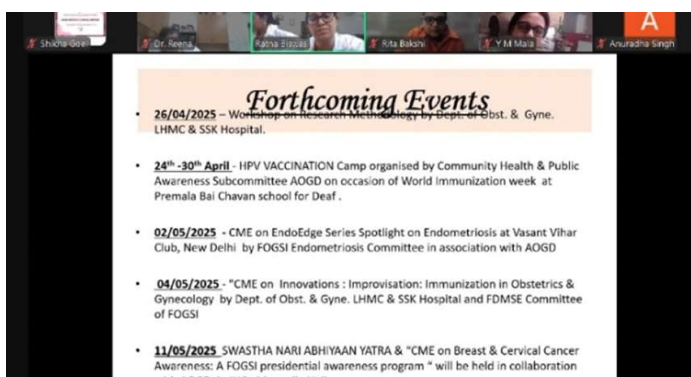 Shikha Goel
Dr. Reena
Ratna Biswas
Rita Bakshi
Y M Mala
A
Anuradha Singh
Forthcoming Events
• 26/04/2025 – Workshop on Research Methodology by Dept. of Obst. & Gyne.
LHMC & SSK Hospital.
• 24th -30th April - HPV VACCINATION Camp organised by Community Health & Public
Awareness Subcommittee AOGD on occasion of World Immunization week at
Premala Bai Chavan school for Deaf .
• 02/05/2025 - CME on EndoEdge Series Spotlight on Endometriosis at Vasant Vihar
Club, New Delhi by FOGSI Endometriosis Committee in association with AOGD
• 04/05/2025 - "CME on Innovations : Improvisation: Immunization in Obstetrics &
Gynecology by Dept. of Obst. & Gyne. LHMC & SSK Hospital and FDMSE Committee
of FOGSI
• 11/05/2025 SWASTHA NARI ABHIYAAN YATRA & "CME on Breast & Cervical Cancer
Awareness: A FOGSI presidential awareness program " will be held in collaboration